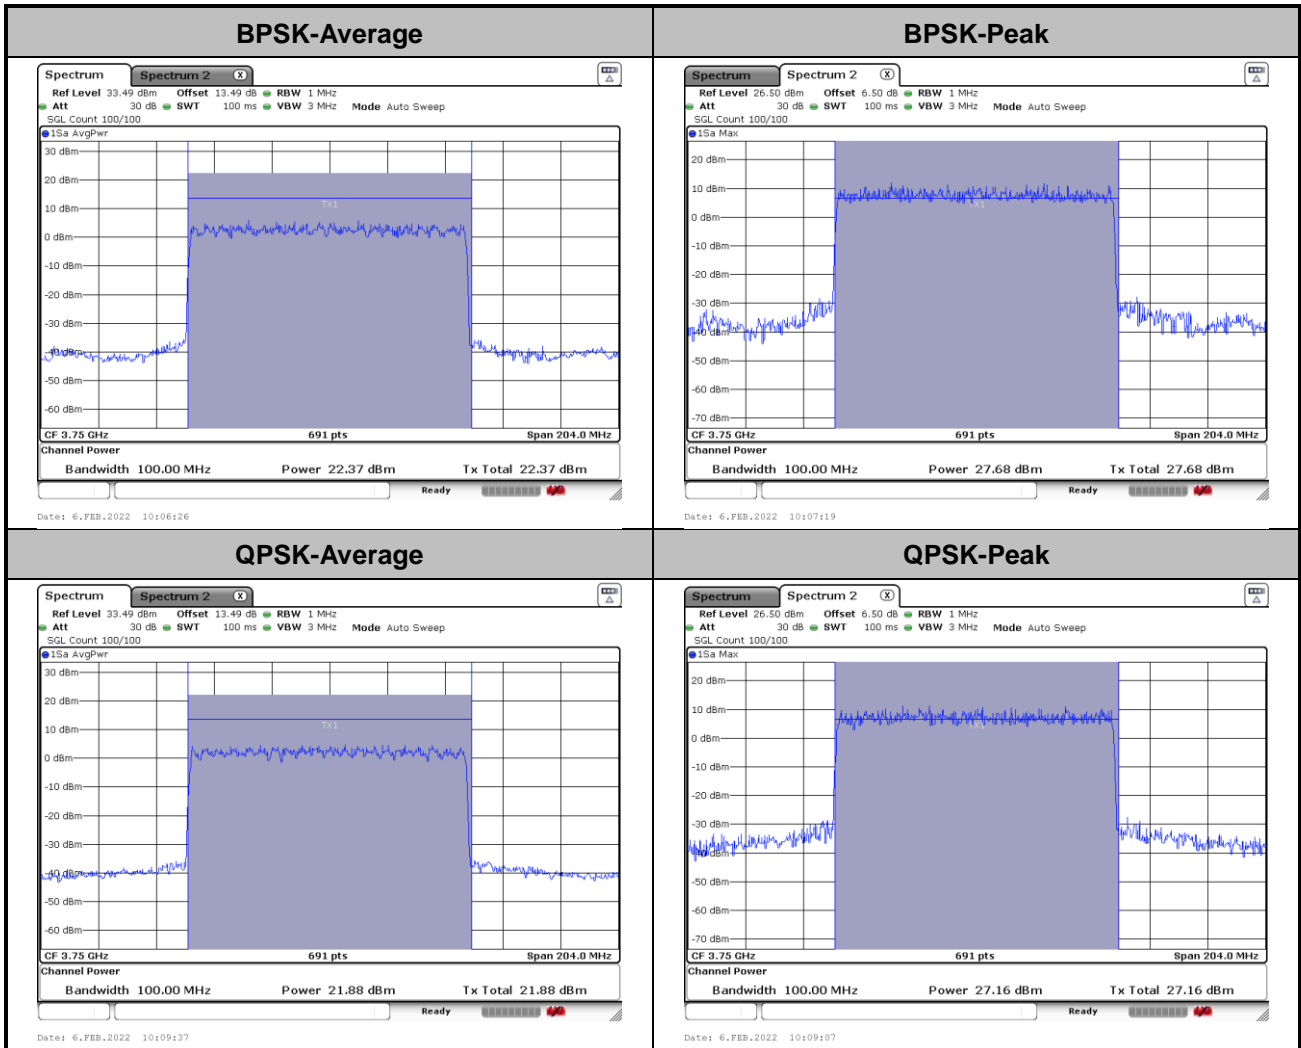 BPSK-Average
Spectrum Spectrum 2 X
Ref Level 33.49 dBm Offset 13.49 dB RBW 1 MHz
Att 30 dB SWT 100 ms VBW 3 MHz Mode Auto Sweep
SGL Count 100/100
1Sa AvgPwr
30 dBm
20 dBm
TX1
10 dBm
0 dBm
-10 dBm
-20 dBm
-30 dBm
-40 dBm
-50 dBm
-60 dBm
CF 3.75 GHz 691 pts Span 204.0 MHz
Channel Power
Bandwidth 100.00 MHz Power 22.37 dBm Tx Total 22.37 dBm
Ready
Date: 6.FEB.2022 10:06:26
BPSK-Peak
Spectrum Spectrum 2 X
Ref Level 26.50 dBm Offset 6.50 dB RBW 1 MHz
Att 30 dB SWT 100 ms VBW 3 MHz Mode Auto Sweep
SGL Count 100/100
1Sa Max
20 dBm
10 dBm
TX1
0 dBm
-10 dBm
-20 dBm
-30 dBm
-40 dBm
-50 dBm
-60 dBm
-70 dBm
CF 3.75 GHz 691 pts Span 204.0 MHz
Channel Power
Bandwidth 100.00 MHz Power 27.68 dBm Tx Total 27.68 dBm
Ready
Date: 6.FEB.2022 10:07:19
QPSK-Average
Spectrum Spectrum 2 X
Ref Level 33.49 dBm Offset 13.49 dB RBW 1 MHz
Att 30 dB SWT 100 ms VBW 3 MHz Mode Auto Sweep
SGL Count 100/100
1Sa AvgPwr
30 dBm
20 dBm
TX1
10 dBm
0 dBm
-10 dBm
-20 dBm
-30 dBm
-40 dBm
-50 dBm
-60 dBm
CF 3.75 GHz 691 pts Span 204.0 MHz
Channel Power
Bandwidth 100.00 MHz Power 21.88 dBm Tx Total 21.88 dBm
Ready
Date: 6.FEB.2022 10:09:37
QPSK-Peak
Spectrum Spectrum 2 X
Ref Level 26.50 dBm Offset 6.50 dB RBW 1 MHz
Att 30 dB SWT 100 ms VBW 3 MHz Mode Auto Sweep
SGL Count 100/100
1Sa Max
20 dBm
10 dBm
TX1
0 dBm
-10 dBm
-20 dBm
-30 dBm
-40 dBm
-50 dBm
-60 dBm
-70 dBm
CF 3.75 GHz 691 pts Span 204.0 MHz
Channel Power
Bandwidth 100.00 MHz Power 27.16 dBm Tx Total 27.16 dBm
Ready
Date: 6.FEB.2022 10:09:07